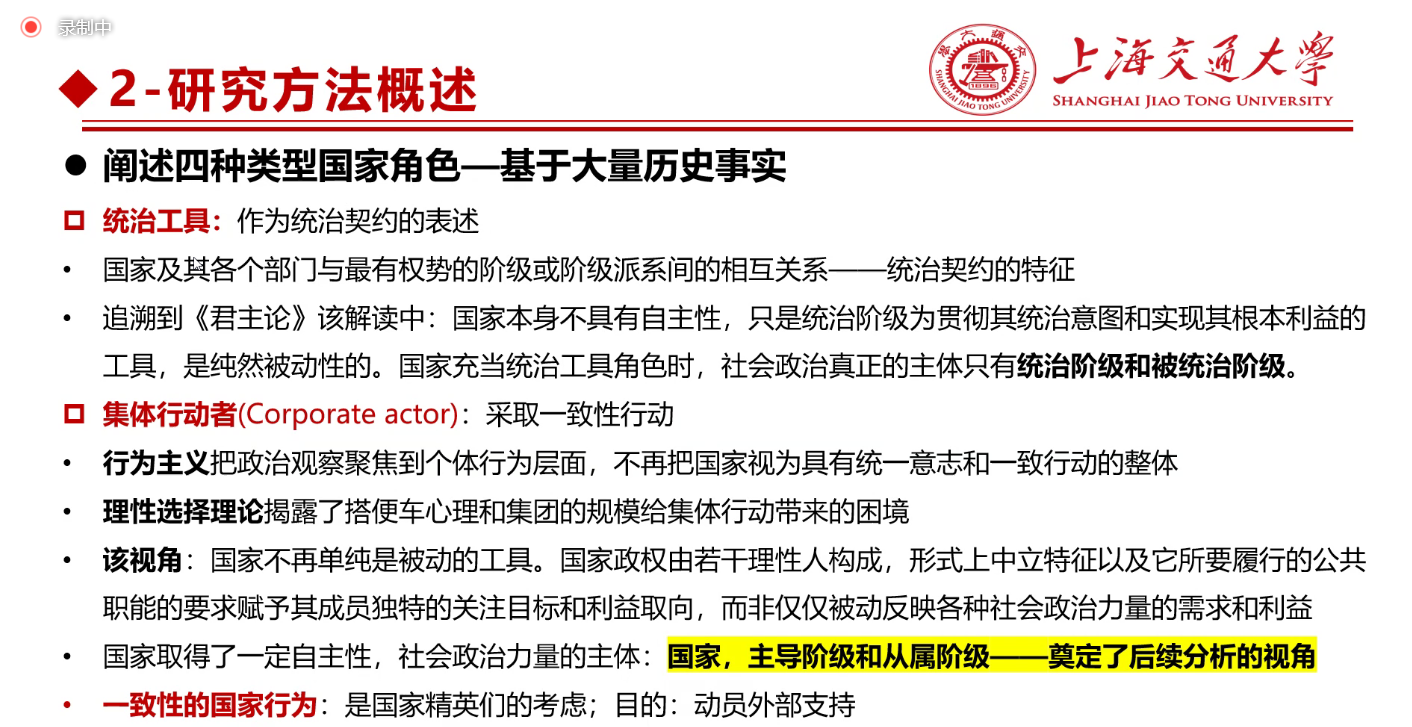 录制中
上海交通大学
SHANGHAI JIAO TONG UNIVERSITY
1896
SHANGHAI JIAO TONG UNIVERSITY
◆2-研究方法概述
● 阐述四种类型国家角色—基于大量历史事实
统治工具：作为统治契约的表述
• 国家及其各个部门与最有权势的阶级或阶级派系间的相互关系——统治契约的特征
• 追溯到《君主论》该解读中：国家本身不具有自主性，只是统治阶级为贯彻其统治意图和实现其根本利益的
工具，是纯然被动性的。国家充当统治工具角色时，社会政治真正的主体只有统治阶级和被统治阶级。
集体行动者(Corporate actor)：采取一致性行动
• 行为主义把政治观察聚焦到个体行为层面，不再把国家视为具有统一意志和一致行动的整体
• 理性选择理论揭露了搭便车心理和集团的规模给集体行动带来的困境
• 该视角：国家不再单纯是被动的工具。国家政权由若干理性人构成，形式上中立特征以及它所要履行的公共
职能的要求赋予其成员独特的关注目标和利益取向，而非仅仅被动反映各种社会政治力量的需求和利益
• 国家取得了一定自主性，社会政治力量的主体：国家，主导阶级和从属阶级——奠定了后续分析的视角
• 一致性的国家行为：是国家精英们的考虑；目的：动员外部支持